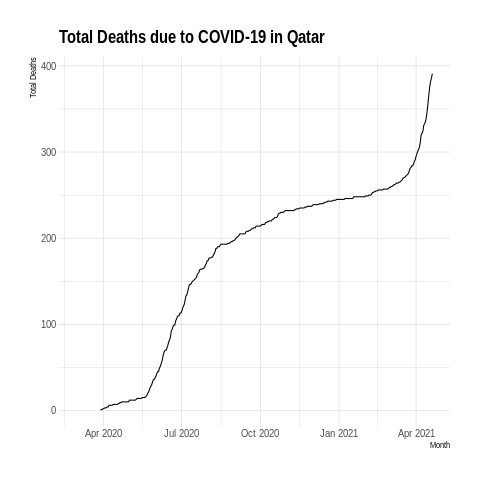 Total Deaths due to COVID-19 in Qatar
Total Deaths
400
300
200
100
0
Apr 2020 Jul 2020 Oct 2020 Jan 2021 Apr 2021
Month